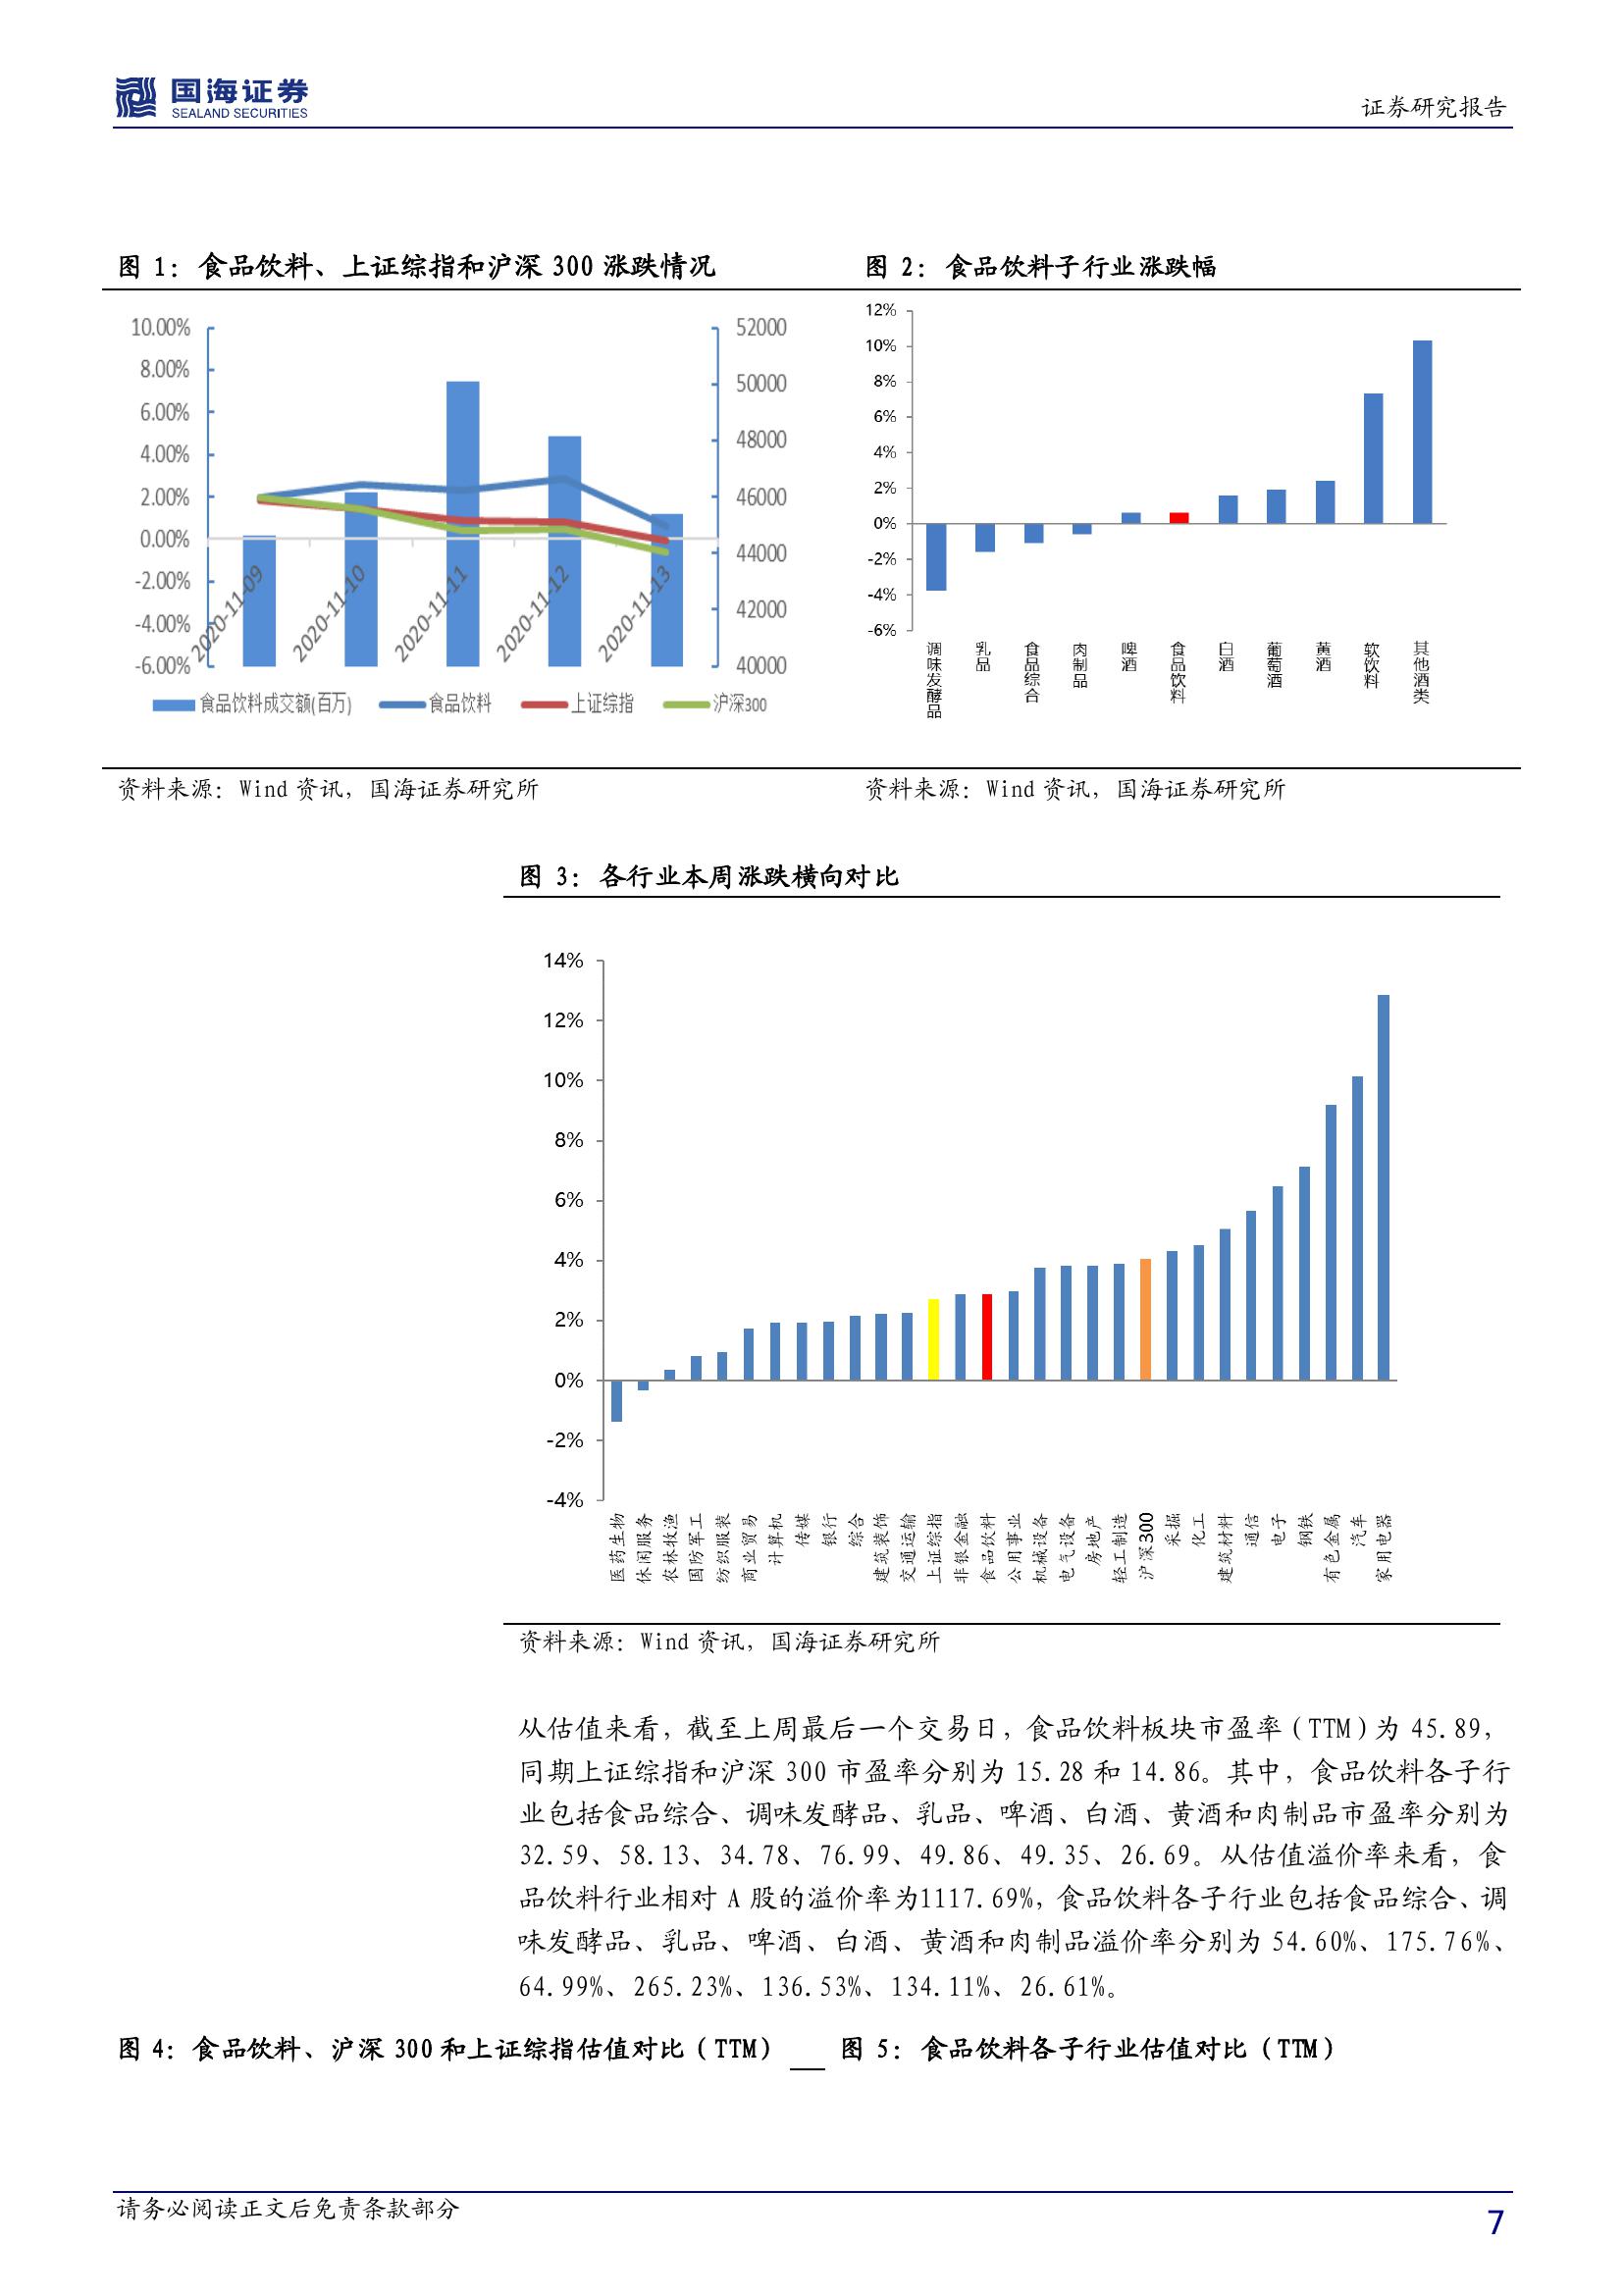 国海证券
SEALAND SECURITIES
证券研究报告
图 1：食品饮料、上证综指和沪深 300 涨跌情况
10.00%
8.00%
6.00%
4.00%
2.00%
0.00%
-2.00%
-4.00%
-6.00%
52000
50000
48000
46000
44000
42000
40000
2020-11-09
2020-11-10
2020-11-11
2020-11-12
2020-11-13
食品饮料成交额(百万)
食品饮料
上证综指
沪深300
资料来源：Wind 资讯，国海证券研究所
图 2：食品饮料子行业涨跌幅
12%
10%
8%
6%
4%
2%
0%
-2%
-4%
-6%
调味发酵品
乳品
食品综合
肉制品
啤酒
食品饮料
白酒
葡萄酒
黄酒
软饮料
其他酒类
资料来源：Wind 资讯，国海证券研究所
图 3：各行业本周涨跌横向对比
14%
12%
10%
8%
6%
4%
2%
0%
-2%
-4%
医药生物
休闲服务
农林牧渔
国防军工
纺织服装
商业贸易
计算机
传媒
银行
综合
建筑装饰
交通运输
上证综指
非银金融
食品饮料
公用事业
机械设备
电气设备
房地产
轻工制造
沪深300
采掘
化工
建筑材料
通信
电子
钢铁
有色金属
汽车
家用电器
资料来源：Wind 资讯，国海证券研究所
从估值来看，截至上周最后一个交易日，食品饮料板块市盈率（TTM）为 45.89，
同期上证综指和沪深 300 市盈率分别为 15.28 和 14.86。其中，食品饮料各子行
业包括食品综合、调味发酵品、乳品、啤酒、白酒、黄酒和肉制品市盈率分别为
32.59、58.13、34.78、76.99、49.86、49.35、26.69。从估值溢价率来看，食
品饮料行业相对 A 股的溢价率为1117.69%，食品饮料各子行业包括食品综合、调
味发酵品、乳品、啤酒、白酒、黄酒和肉制品溢价率分别为 54.60%、175.76%、
64.99%、265.23%、136.53%、134.11%、26.61%。
图 4：食品饮料、沪深 300 和上证综指估值对比（TTM）
图 5：食品饮料各子行业估值对比（TTM）
请务必阅读正文后免责条款部分
7